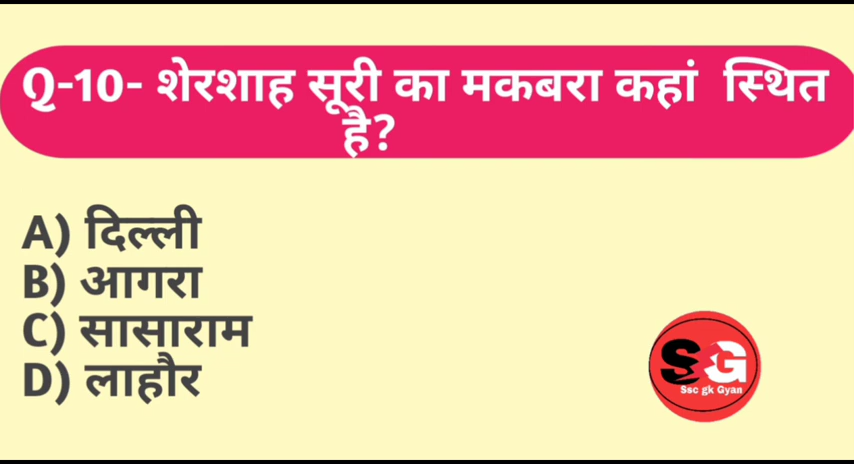 Q-10- शेरशाह सूरी का मकबरा कहां स्थित
है?
A) दिल्ली
B) आगरा
C) सासाराम
D) लाहौर
SG
Ssc gk Gyan